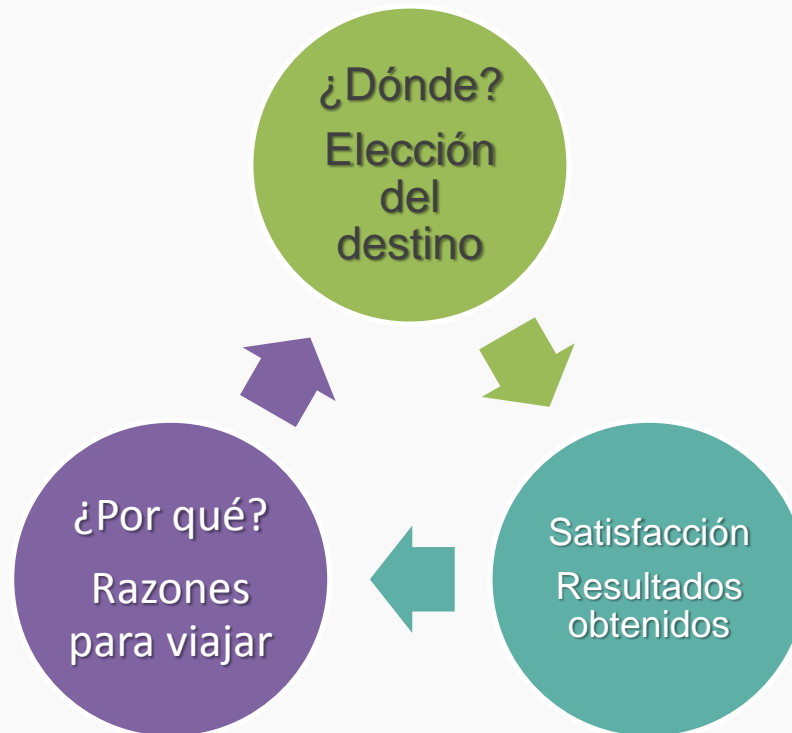 ¿Dónde?
Elección
del
destino
Satisfacción
Resultados
obtenidos
¿Por qué?
Razones
para viajar